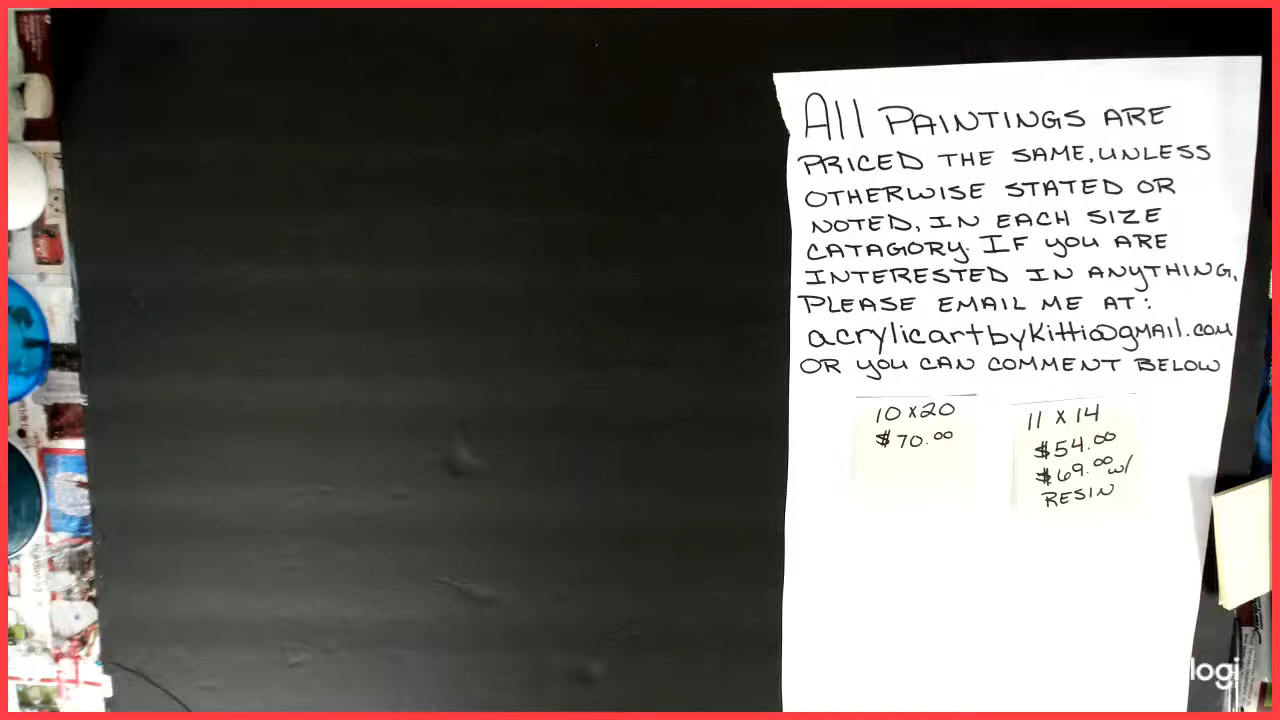 All PAINTINGS ARE
PRICED THE SAME, UNLESS
OTHERWISE STATED OR
NOTED, IN EACH SIZE
CATAGORY. IF YOU ARE
INTERESTED IN ANYTHING,
PLEASE EMAIL ME AT:
acrylicartbykitti@gmail.com
OR YOU CAN COMMENT BELOW
10 X 20
$70.00
11 X 14
$54.00
$69.00 w/
RESIN
logi